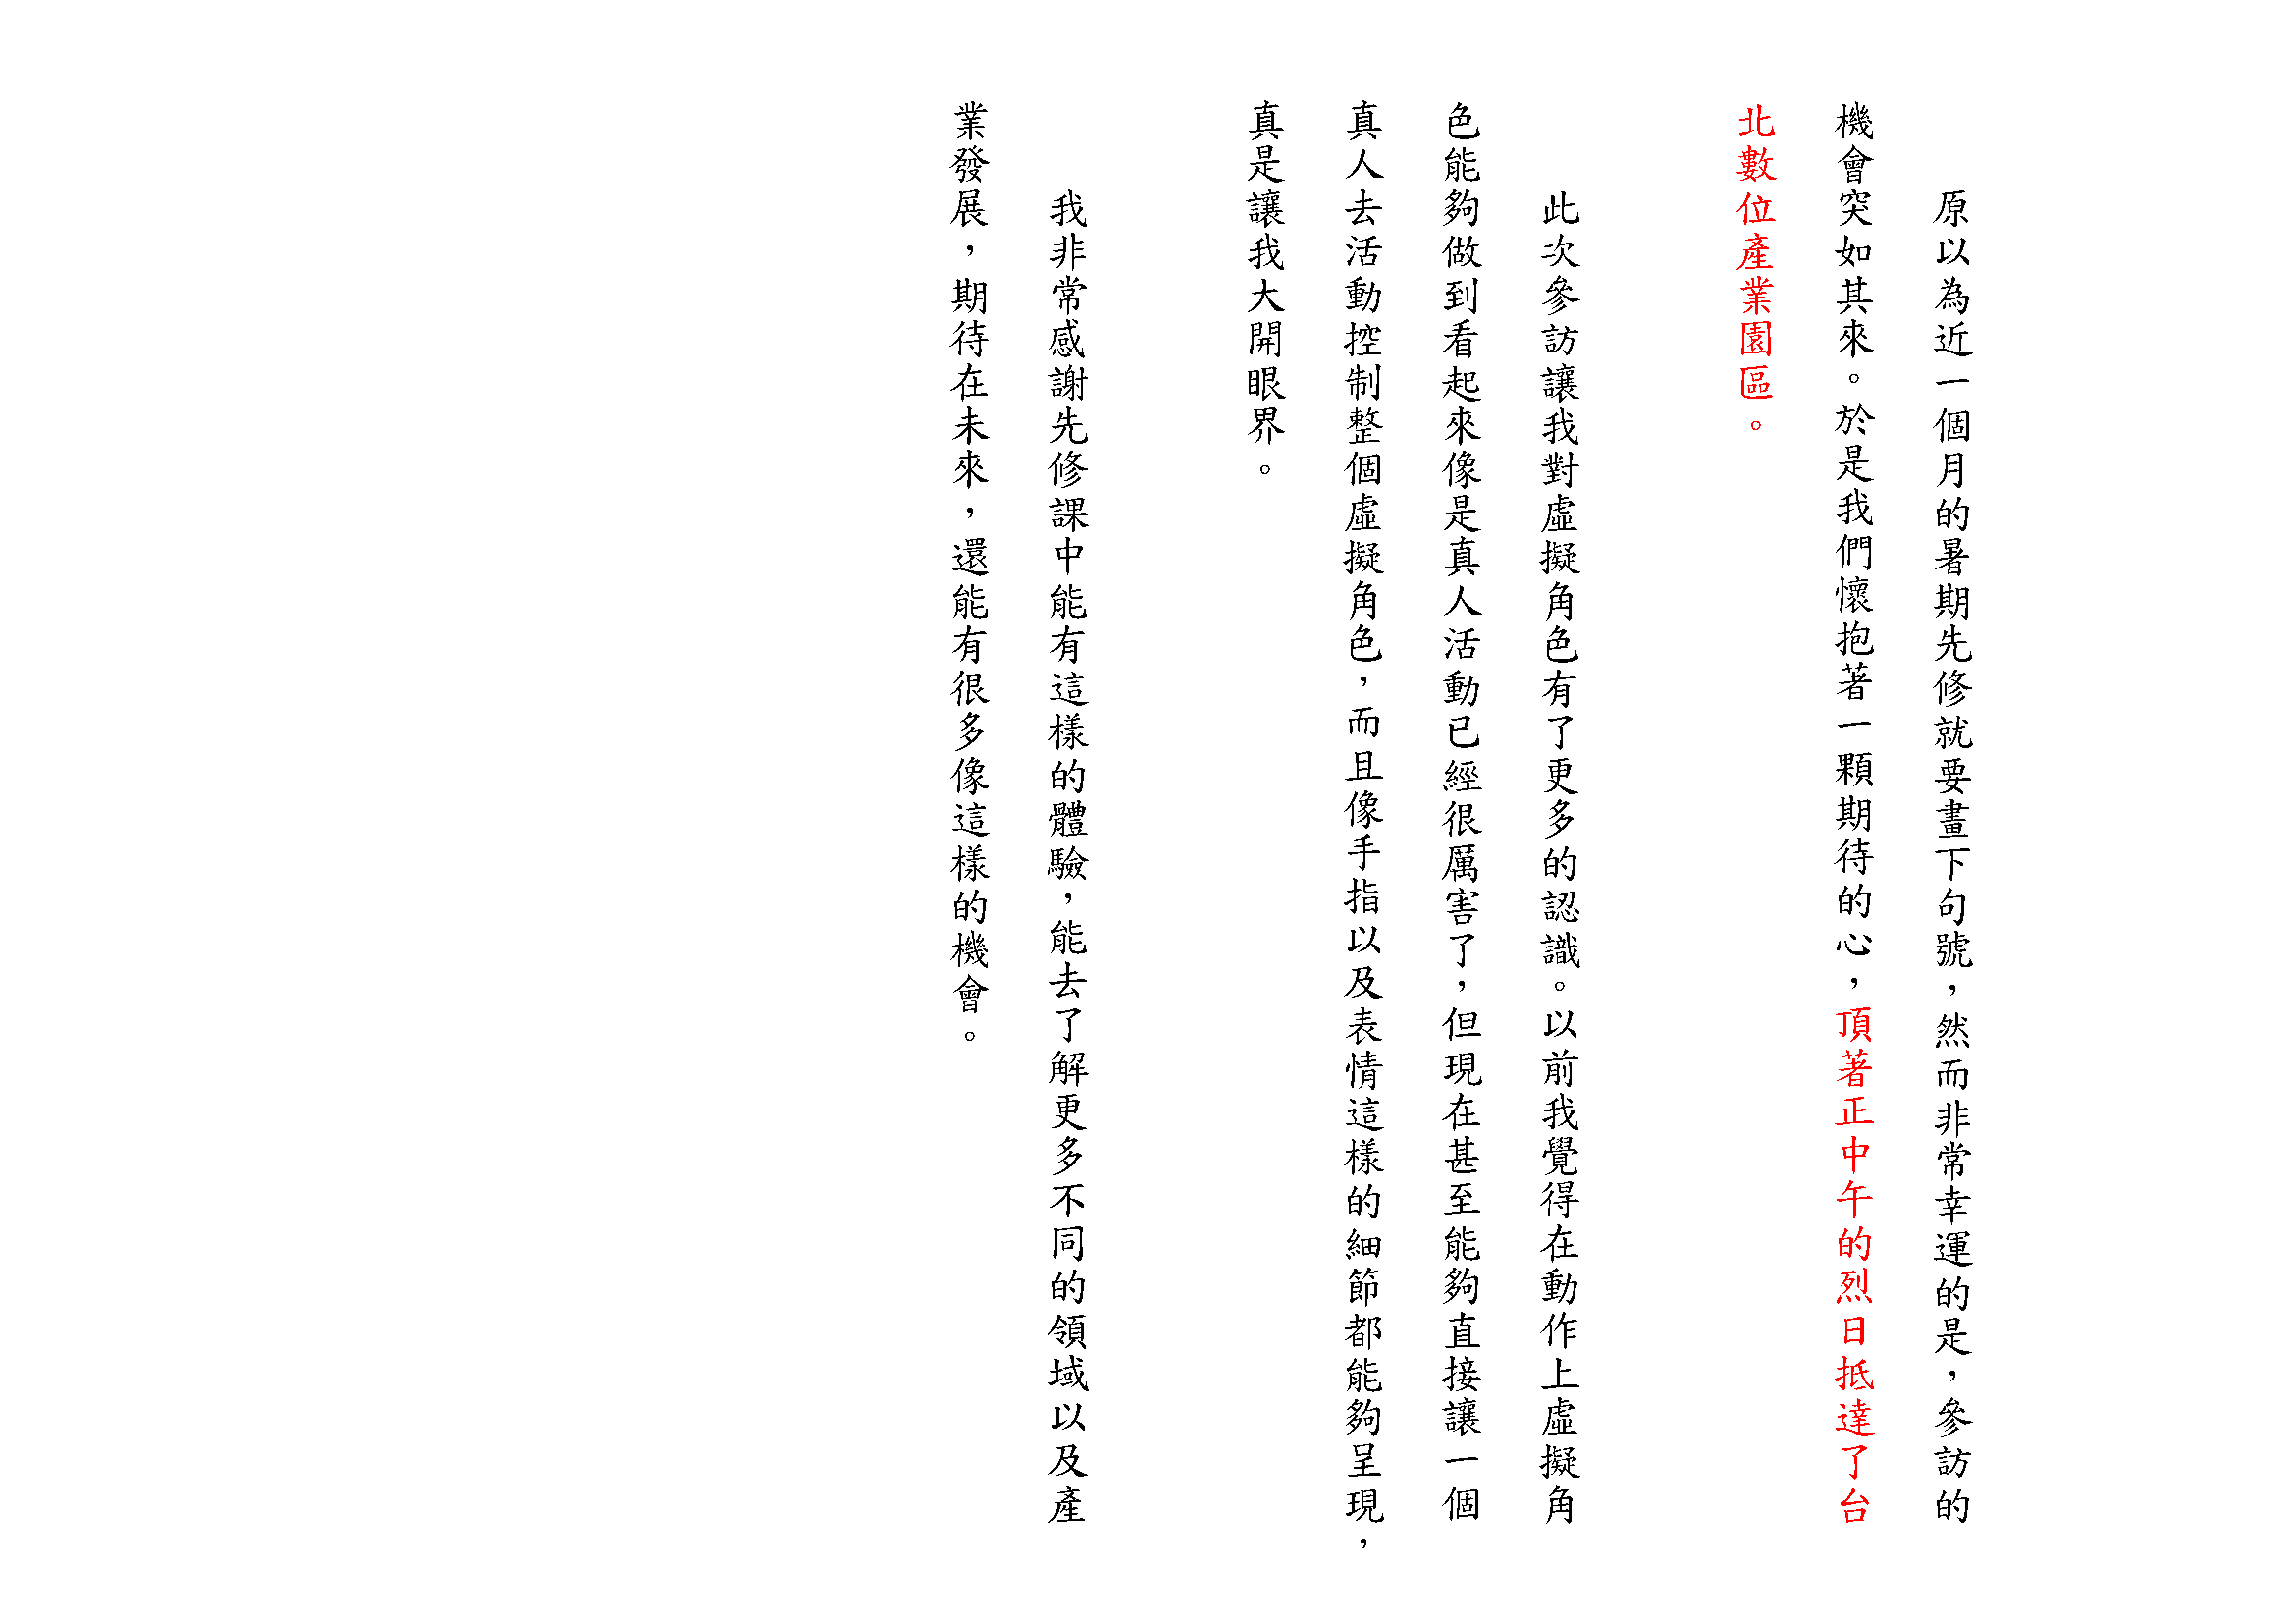 原以為近一個月的暑期先修就要畫下句號，然而非常幸運的是，參訪的
機會突如其來。於是我們懷抱著一顆期待的心，頂著正中午的烈日抵達了台
北數位產業園區。
此次參訪讓我對虛擬角色有了更多的認識。以前我覺得在動作上虛擬角
色能夠做到看起來像是真人活動已經很厲害了，但現在甚至能夠直接讓一個
真人去活動控制整個虛擬角色，而且像手指以及表情這樣的細節都能夠呈現，
真是讓我大開眼界。
我非常感謝先修課中能有這樣的體驗，能去了解更多不同的領域以及產
業發展，期待在未來，還能有很多像這樣的機會。